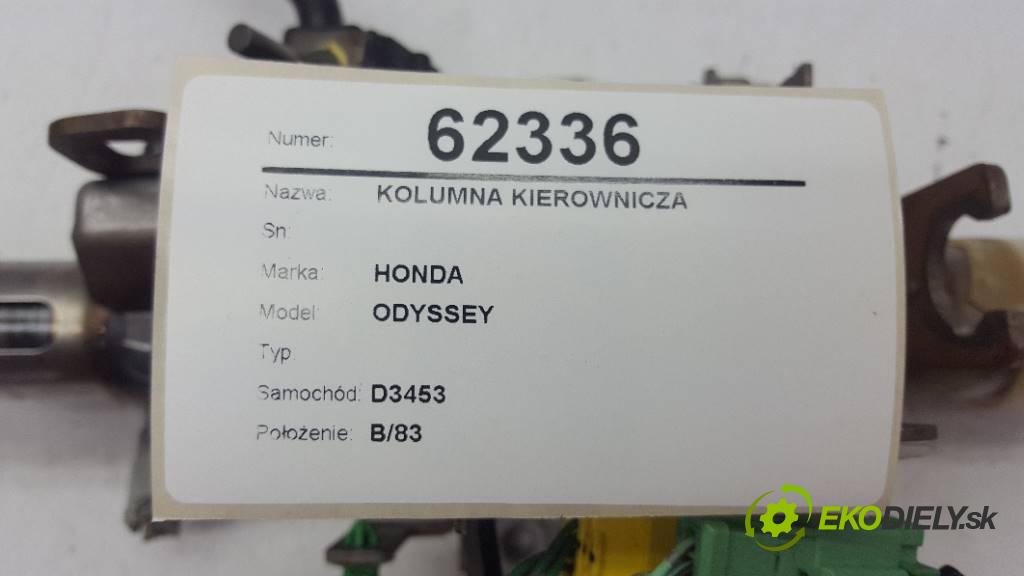 Numer: 62336
Nazwa: KOLUMNA KIEROWNICZA
Sn:
Marka: HONDA
Model: ODYSSEY
Typ:
Samochód: D3453
Położenie: B/83
EKODIELY.sk